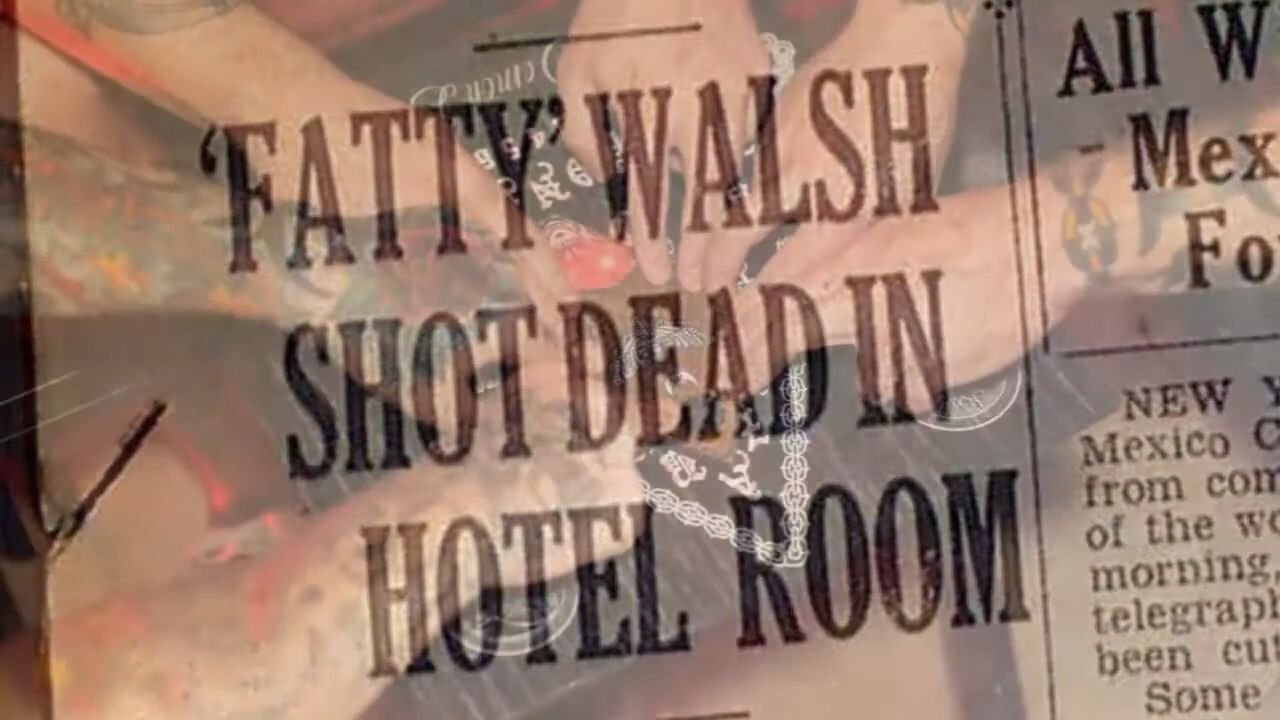 'FATTY' WALSH
SHOT DEAD IN
HOTEL ROOM
All
- Mex
Fo
NEW
Mexico C
from com
of the
morning,
telegraph
been cut
Some